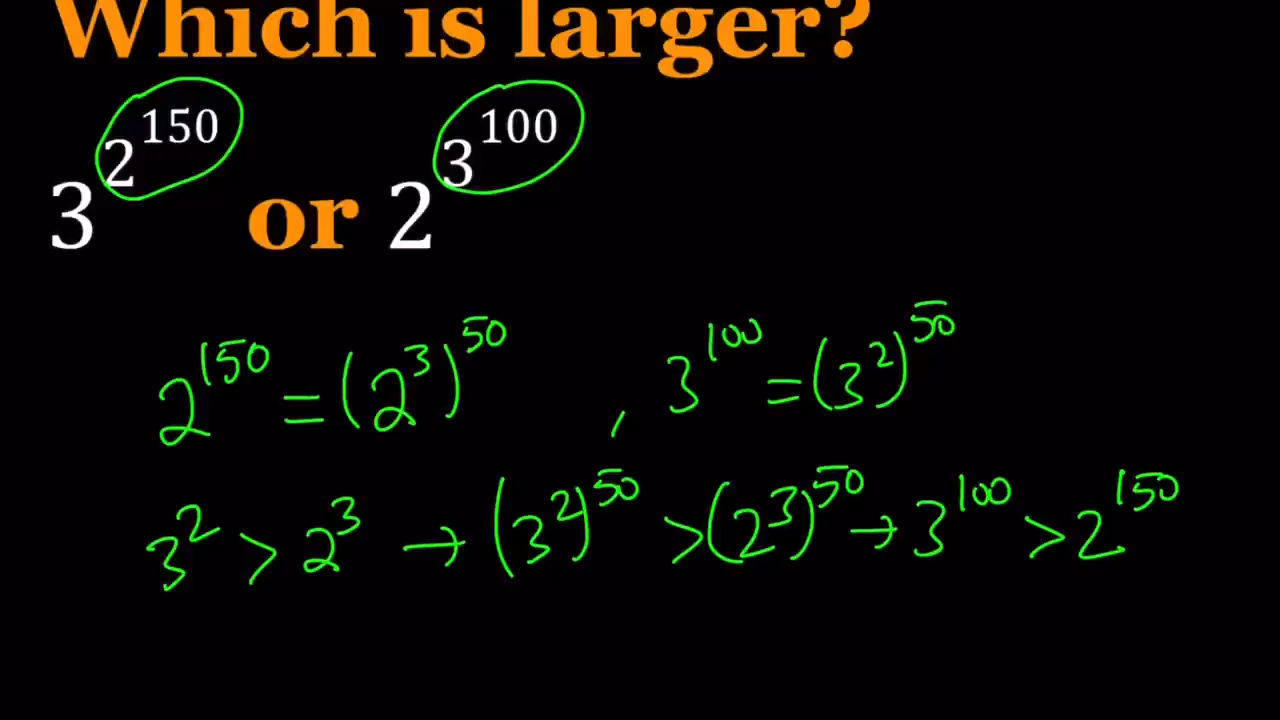 Which is larger?
3^{2^{150}} or 2^{3^{100}}
2^{150} = (2^3)^{50} , 3^{100} = (3^2)^{50}
3^2 > 2^3 → (3^2)^{50} > (2^3)^{50} → 3^{100} > 2^{150}